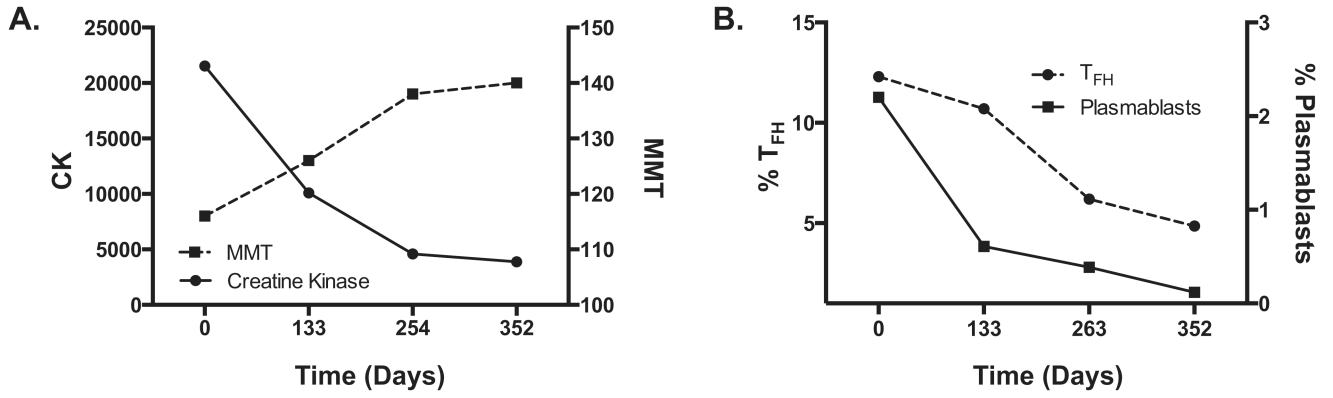 A.
25000
20000
15000
10000
5000
0
CK
150
140
130
120
110
100
MMT
MMT
Creatine Kinase
0 133 254 352
Time (Days)
B.
15
10
5
% TFH
3
2
1
0
% Plasmablasts
TFH
Plasmablasts
0 133 263 352
Time (Days)